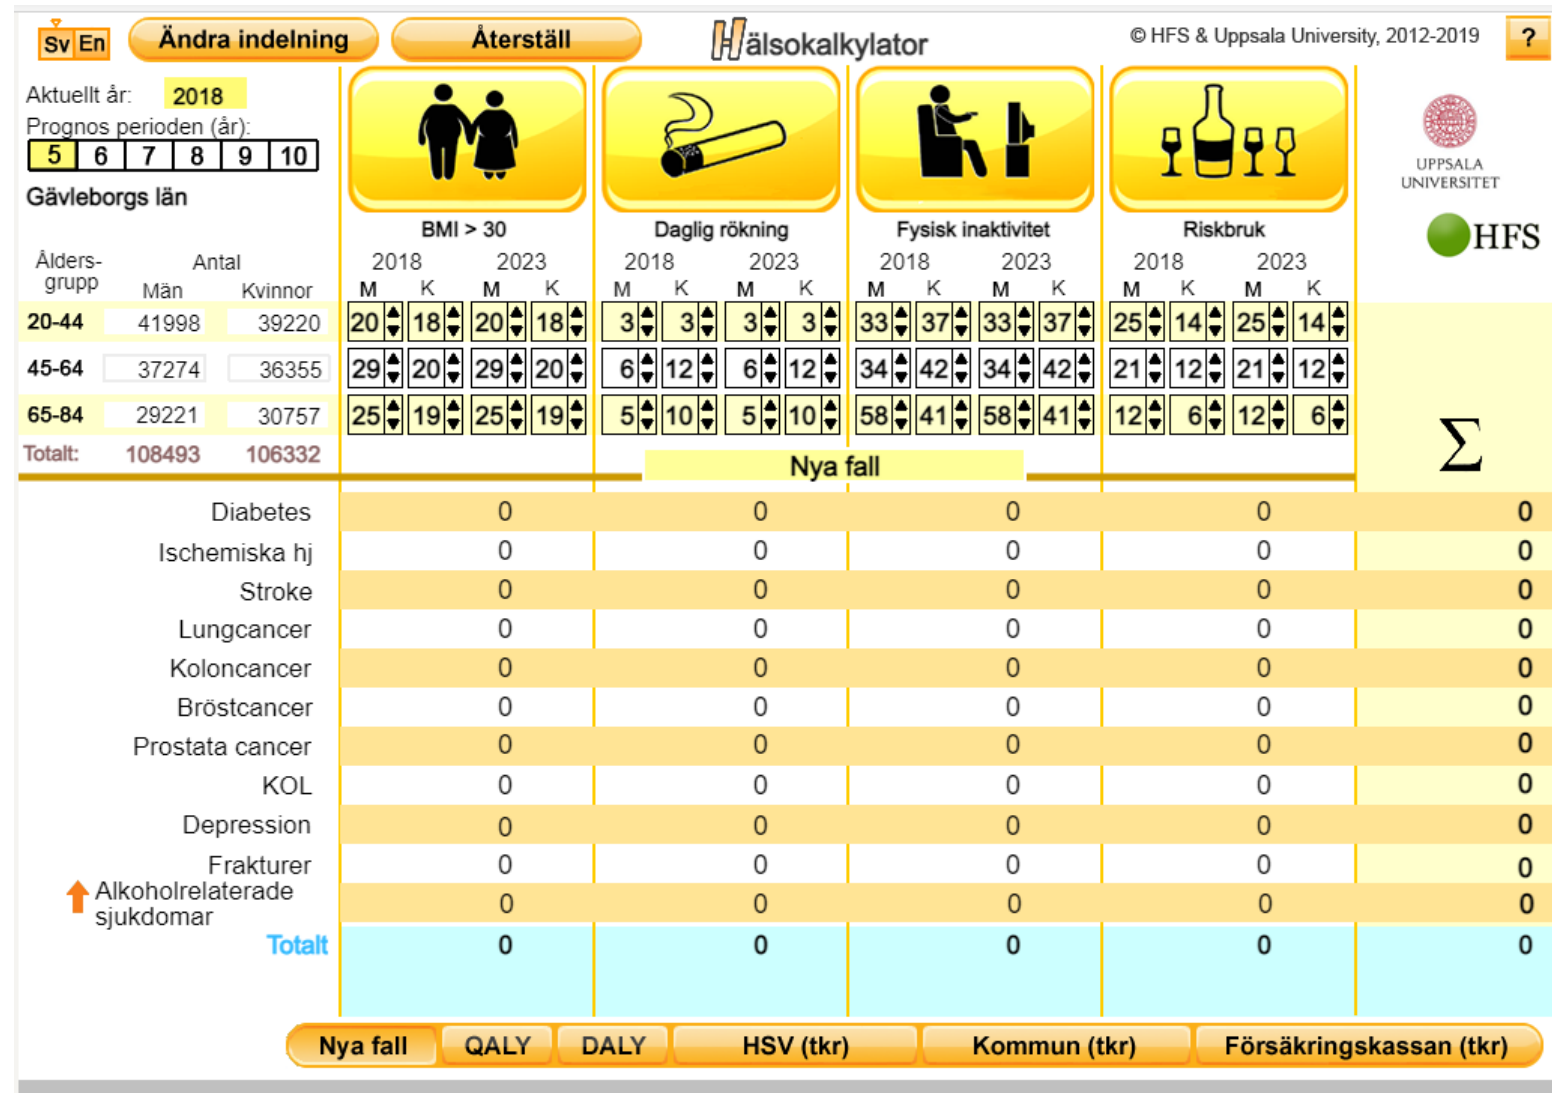 Sv En Ändra indelning Återställ Hälsokalkylator © HFS & Uppsala University, 2012-2019 ?
Aktuellt år: 2018
Prognos perioden (år):
5 6 7 8 9 10
Gävleborgs län
UPPSALA
UNIVERSITET
HFS
BMI > 30 Daglig rökning Fysisk inaktivitet Riskbruk
Ålders-
grupp
Antal
2018 2023 2018 2023 2018 2023 2018 2023
Män Kvinnor M K M K M K M K M K M K M K M K
20-44 41998 39220 20 18 20 18 3 3 3 3 33 37 33 37 25 14 25 14
45-64 37274 36355 29 20 29 20 6 12 6 12 34 42 34 42 21 12 21 12
65-84 29221 30757 25 19 25 19 5 10 5 10 58 41 58 41 12 6 12 6
Totalt: 108493 106332
Σ
Nya fall
Diabetes 0 0 0 0 0
Ischemiska hj 0 0 0 0 0
Stroke 0 0 0 0 0
Lungcancer 0 0 0 0 0
Koloncancer 0 0 0 0 0
Bröstcancer 0 0 0 0 0
Prostata cancer 0 0 0 0 0
KOL 0 0 0 0 0
Depression 0 0 0 0 0
Frakturer 0 0 0 0 0
Alkoholrelaterade
sjukdomar 0 0 0 0 0
Totalt 0 0 0 0 0
Nya fall QALY DALY HSV (tkr) Kommun (tkr) Försäkringskassan (tkr)